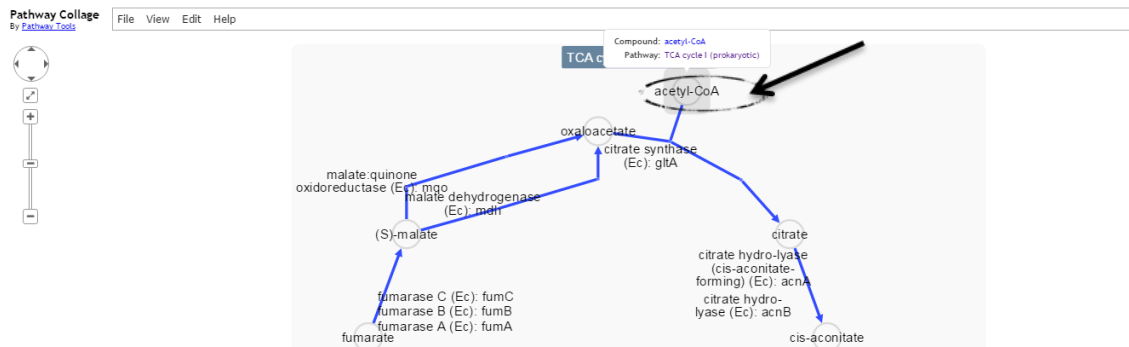 Pathway Collage
By Pathway Tools
File View Edit Help
Compound: acetyl-CoA
Pathway: TCA cycle I (prokaryotic)
TCA c
acetyl-CoA
oxaloacetate
citrate synthase
(Ec): gltA
malate:quinone
oxidoreductase (Ec): mqo
malate dehydrogenase
(Ec): mdh
(S)-malate
citrate
citrate hydro-lyase
(cis-aconitate-
forming) (Ec): acnA
citrate hydro-
lyase (Ec): acnB
fumarase C (Ec): fumC
fumarase B (Ec): fumB
fumarase A (Ec): fumA
fumarate
cis-aconitate